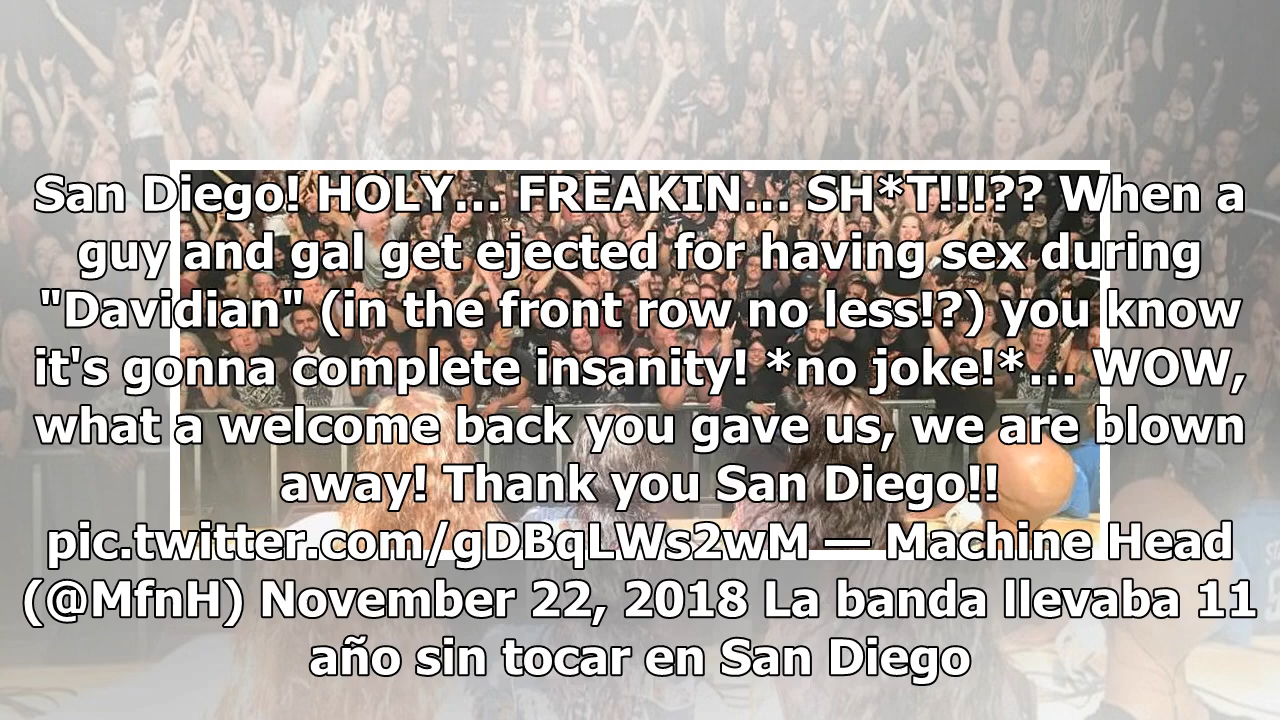 San Diego! HOLY... FREAKIN... SH*T!!!?? When a
guy and gal get ejected for having sex during
"Davidian" (in the front row no less!?) you know
it's gonna complete insanity! *no joke!*... WOW,
what a welcome back you gave us, we are blown
away! Thank you San Diego!!
pic.twitter.com/gDBqLWs2wM — Machine Head
(@MfnH) November 22, 2018 La banda llevaba 11
año sin tocar en San Diego